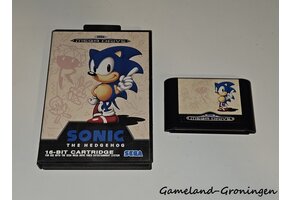 MEGA DRIVE
SONIC
THE HEDGEHOG
16-BIT CARTRIDGE
SEGA
MEGA DRIVE
Gameland-Groningen